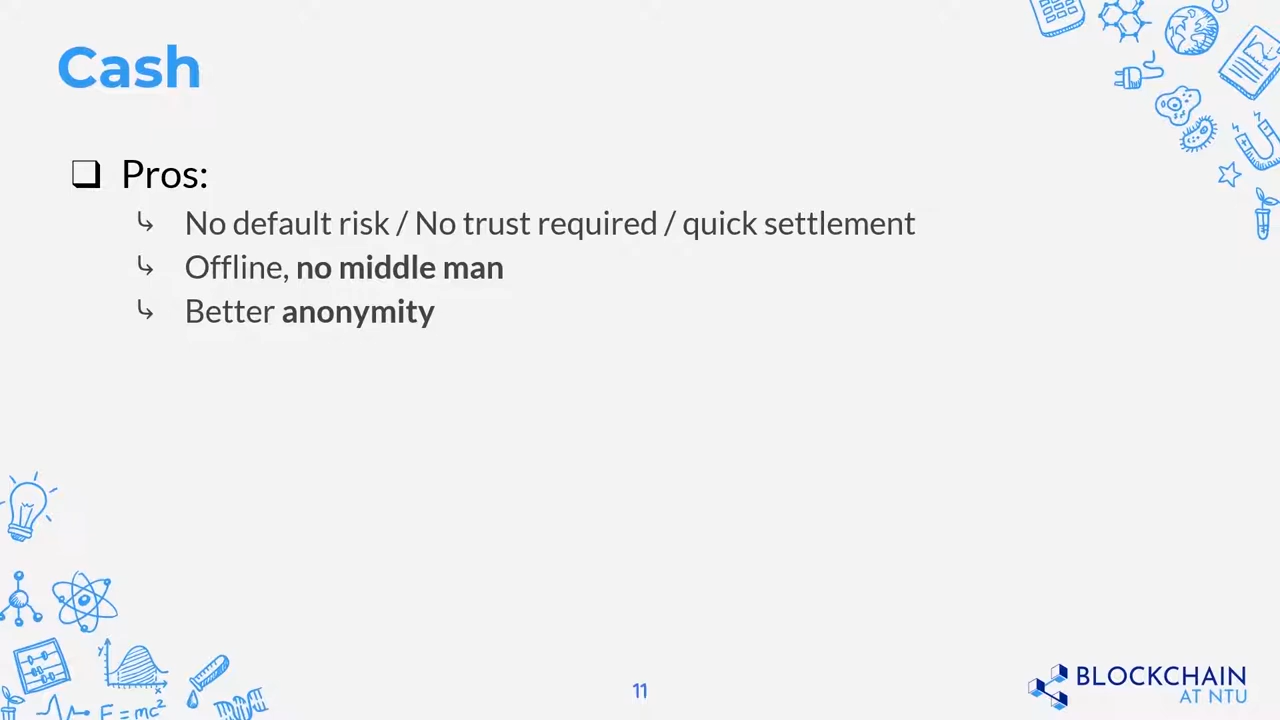 Cash
❏ Pros:
↳ No default risk / No trust required / quick settlement
↳ Offline, no middle man
↳ Better anonymity
y
x
E=mc²
11
BLOCKCHAIN
AT NTU